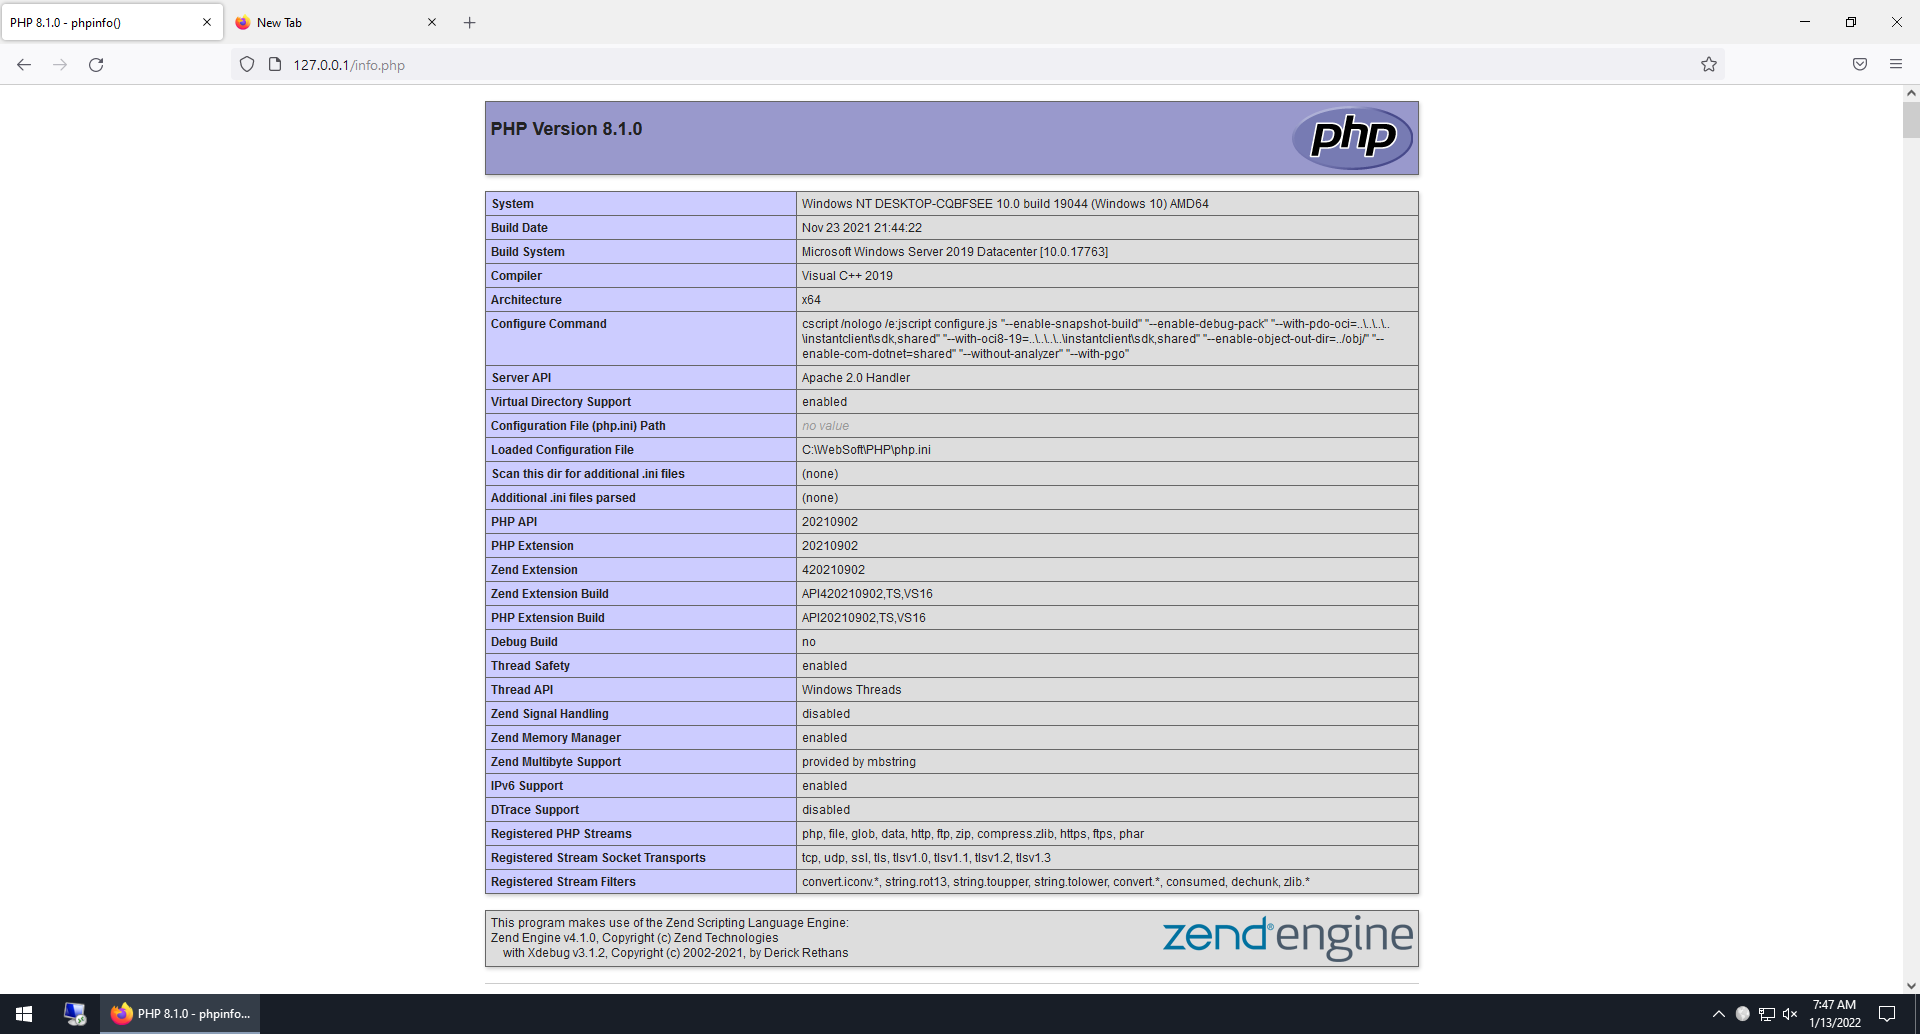 PHP 8.1.0 - phpinfo()
New Tab
127.0.0.1/info.php
PHP Version 8.1.0
php
System Windows NT DESKTOP-CQBFSEE 10.0 build 19044 (Windows 10) AMD64
Build Date Nov 23 2021 21:44:22
Build System Microsoft Windows Server 2019 Datacenter [10.0.17763]
Compiler Visual C++ 2019
Architecture x64
Configure Command cscript /nologo /e:jscript configure.js "--enable-snapshot-build" "--enable-debug-pack" "--with-pdo-oci=..\..\..\..
\instantclient\sdk,shared" "--with-oci8-19=..\..\..\..\instantclient\sdk,shared" "--enable-object-out-dir=../obj/" "--
enable-com-dotnet=shared" "--without-analyzer" "--with-pgo"
Server API Apache 2.0 Handler
Virtual Directory Support enabled
Configuration File (php.ini) Path no value
Loaded Configuration File C:\WebSoft\PHP\php.ini
Scan this dir for additional .ini files (none)
Additional .ini files parsed (none)
PHP API 20210902
PHP Extension 20210902
Zend Extension 420210902
Zend Extension Build API420210902,TS,VS16
PHP Extension Build API20210902,TS,VS16
Debug Build no
Thread Safety enabled
Thread API Windows Threads
Zend Signal Handling disabled
Zend Memory Manager enabled
Zend Multibyte Support provided by mbstring
IPv6 Support enabled
DTrace Support disabled
Registered PHP Streams php, file, glob, data, http, ftp, zip, compress.zlib, https, ftps, phar
Registered Stream Socket Transports tcp, udp, ssl, tls, tlsv1.0, tlsv1.1, tlsv1.2, tlsv1.3
Registered Stream Filters convert.iconv.*, string.rot13, string.toupper, string.tolower, convert.*, consumed, dechunk, zlib.*
This program makes use of the Zend Scripting Language Engine:
Zend Engine v4.1.0, Copyright (c) Zend Technologies
with Xdebug v3.1.2, Copyright (c) 2002-2021, by Derick Rethans
zend® engine
PHP 8.1.0 - phpinfo...
7:47 AM
1/13/2022